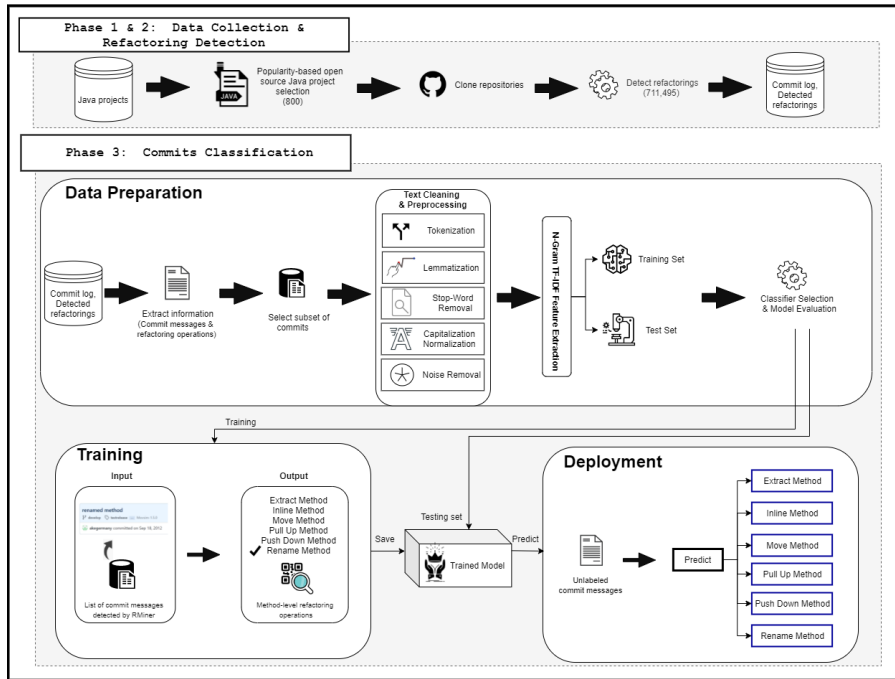 Phase 1 & 2: Data Collection &
Refactoring Detection
Java projects
JAVA
Popularity-based open
source Java project
selection
(800)
Clone repositories
Detect refactorings
(711,495)
Commit log,
Detected
refactorings
Phase 3: Commits Classification
Data Preparation
Commit log,
Detected
refactorings
Extract information
(Commit messages &
refactoring operations)
Select subset of
commits
Text Cleaning
& Preprocessing
Tokenization
Lemmatization
Stop-Word
Removal
Capitalization
Normalization
Noise Removal
N-Gram TF-IDF Feature Extraction
Training Set
Test Set
Classifier Selection
& Model Evaluation
Training
Training
Input
renamed method
committed on Sep 18, 2012
List of commit messages
detected by RMiner
Output
Extract Method
Inline Method
Move Method
Pull Up Method
Push Down Method
Rename Method
Method-level refactoring
operations
Save
Testing set
Trained Model
Predict
Deployment
Unlabeled
commit messages
Predict
Extract Method
Inline Method
Move Method
Pull Up Method
Push Down Method
Rename Method